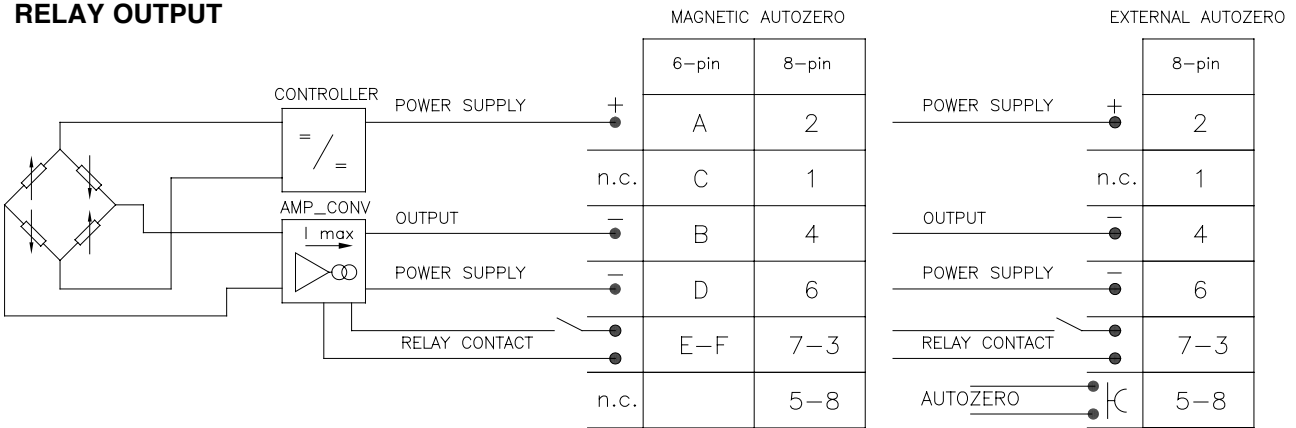 RELAY OUTPUT
MAGNETIC AUTOZERO
EXTERNAL AUTOZERO
6-pin 8-pin
8-pin
CONTROLLER
= / =
POWER SUPPLY + A 2
POWER SUPPLY + 2
n.c. C 1
n.c. 1
AMP_CONV
I max
OUTPUT - B 4
OUTPUT - 4
POWER SUPPLY - D 6
POWER SUPPLY - 6
RELAY CONTACT E-F 7-3
RELAY CONTACT 7-3
n.c. 5-8
AUTOZERO 5-8